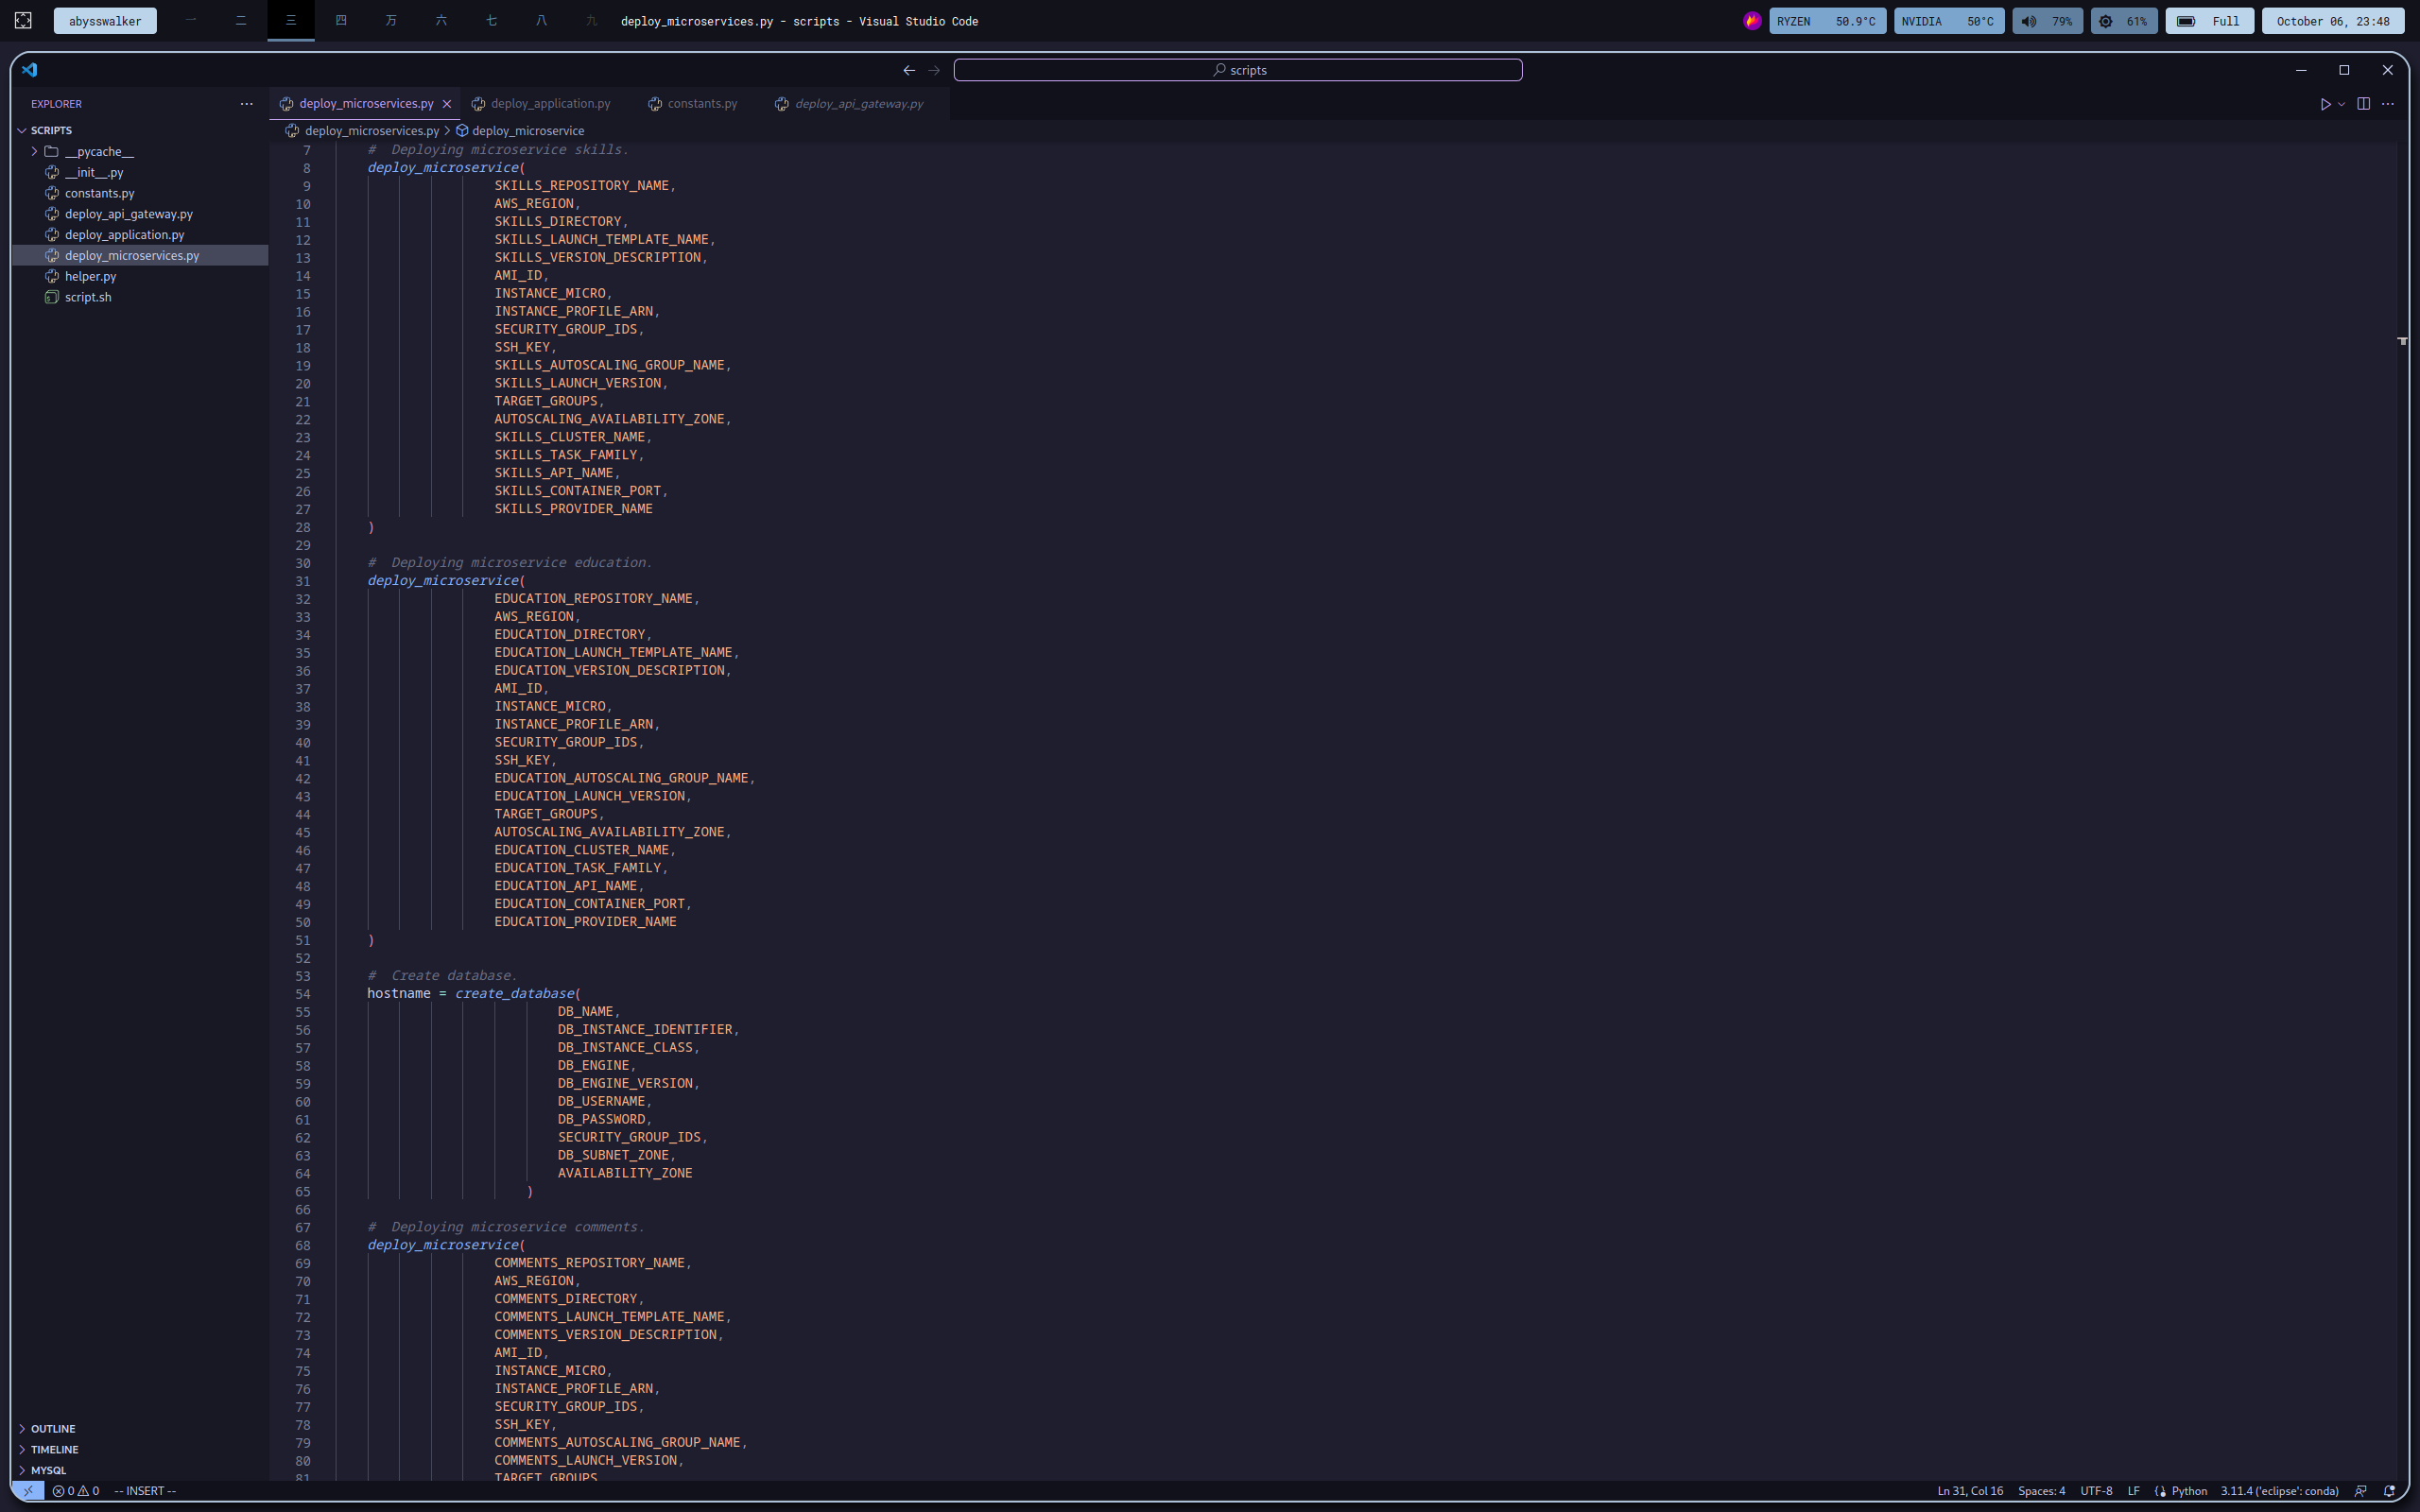 abysswalker 一 二 三 四 万 六 七 八 九 deploy_microservices.py - scripts - Visual Studio Code RYZEN 50.9°C NVIDIA 50°C 79% 61% Full October 06, 23:48
scripts
EXPLORER
SCRIPTS
__pycache__
__init__.py
constants.py
deploy_api_gateway.py
deploy_application.py
deploy_microservices.py
helper.py
script.sh
OUTLINE
TIMELINE
MYSQL
deploy_microservices.py deploy_application.py constants.py deploy_api_gateway.py
deploy_microservices.py > deploy_microservice
7 # Deploying microservice skills.
8 deploy_microservice(
9 SKILLS_REPOSITORY_NAME,
10 AWS_REGION,
11 SKILLS_DIRECTORY,
12 SKILLS_LAUNCH_TEMPLATE_NAME,
13 SKILLS_VERSION_DESCRIPTION,
14 AMI_ID,
15 INSTANCE_MICRO,
16 INSTANCE_PROFILE_ARN,
17 SECURITY_GROUP_IDS,
18 SSH_KEY,
19 SKILLS_AUTOSCALING_GROUP_NAME,
20 SKILLS_LAUNCH_VERSION,
21 TARGET_GROUPS,
22 AUTOSCALING_AVAILABILITY_ZONE,
23 SKILLS_CLUSTER_NAME,
24 SKILLS_TASK_FAMILY,
25 SKILLS_API_NAME,
26 SKILLS_CONTAINER_PORT,
27 SKILLS_PROVIDER_NAME
28 )
29
30 # Deploying microservice education.
31 deploy_microservice(
32 EDUCATION_REPOSITORY_NAME,
33 AWS_REGION,
34 EDUCATION_DIRECTORY,
35 EDUCATION_LAUNCH_TEMPLATE_NAME,
36 EDUCATION_VERSION_DESCRIPTION,
37 AMI_ID,
38 INSTANCE_MICRO,
39 INSTANCE_PROFILE_ARN,
40 SECURITY_GROUP_IDS,
41 SSH_KEY,
42 EDUCATION_AUTOSCALING_GROUP_NAME,
43 EDUCATION_LAUNCH_VERSION,
44 TARGET_GROUPS,
45 AUTOSCALING_AVAILABILITY_ZONE,
46 EDUCATION_CLUSTER_NAME,
47 EDUCATION_TASK_FAMILY,
48 EDUCATION_API_NAME,
49 EDUCATION_CONTAINER_PORT,
50 EDUCATION_PROVIDER_NAME
51 )
52
53 # Create database.
54 hostname = create_database(
55 DB_NAME,
56 DB_INSTANCE_IDENTIFIER,
57 DB_INSTANCE_CLASS,
58 DB_ENGINE,
59 DB_ENGINE_VERSION,
60 DB_USERNAME,
61 DB_PASSWORD,
62 SECURITY_GROUP_IDS,
63 DB_SUBNET_ZONE,
64 AVAILABILITY_ZONE
65 )
66
67 # Deploying microservice comments.
68 deploy_microservice(
69 COMMENTS_REPOSITORY_NAME,
70 AWS_REGION,
71 COMMENTS_DIRECTORY,
72 COMMENTS_LAUNCH_TEMPLATE_NAME,
73 COMMENTS_VERSION_DESCRIPTION,
74 AMI_ID,
75 INSTANCE_MICRO,
76 INSTANCE_PROFILE_ARN,
77 SECURITY_GROUP_IDS,
78 SSH_KEY,
79 COMMENTS_AUTOSCALING_GROUP_NAME,
80 COMMENTS_LAUNCH_VERSION,
81 TARGET_GROUPS
0 0 -- INSERT -- Ln 31, Col 16 Spaces: 4 UTF-8 LF Python 3.11.4 ('eclipse': conda)